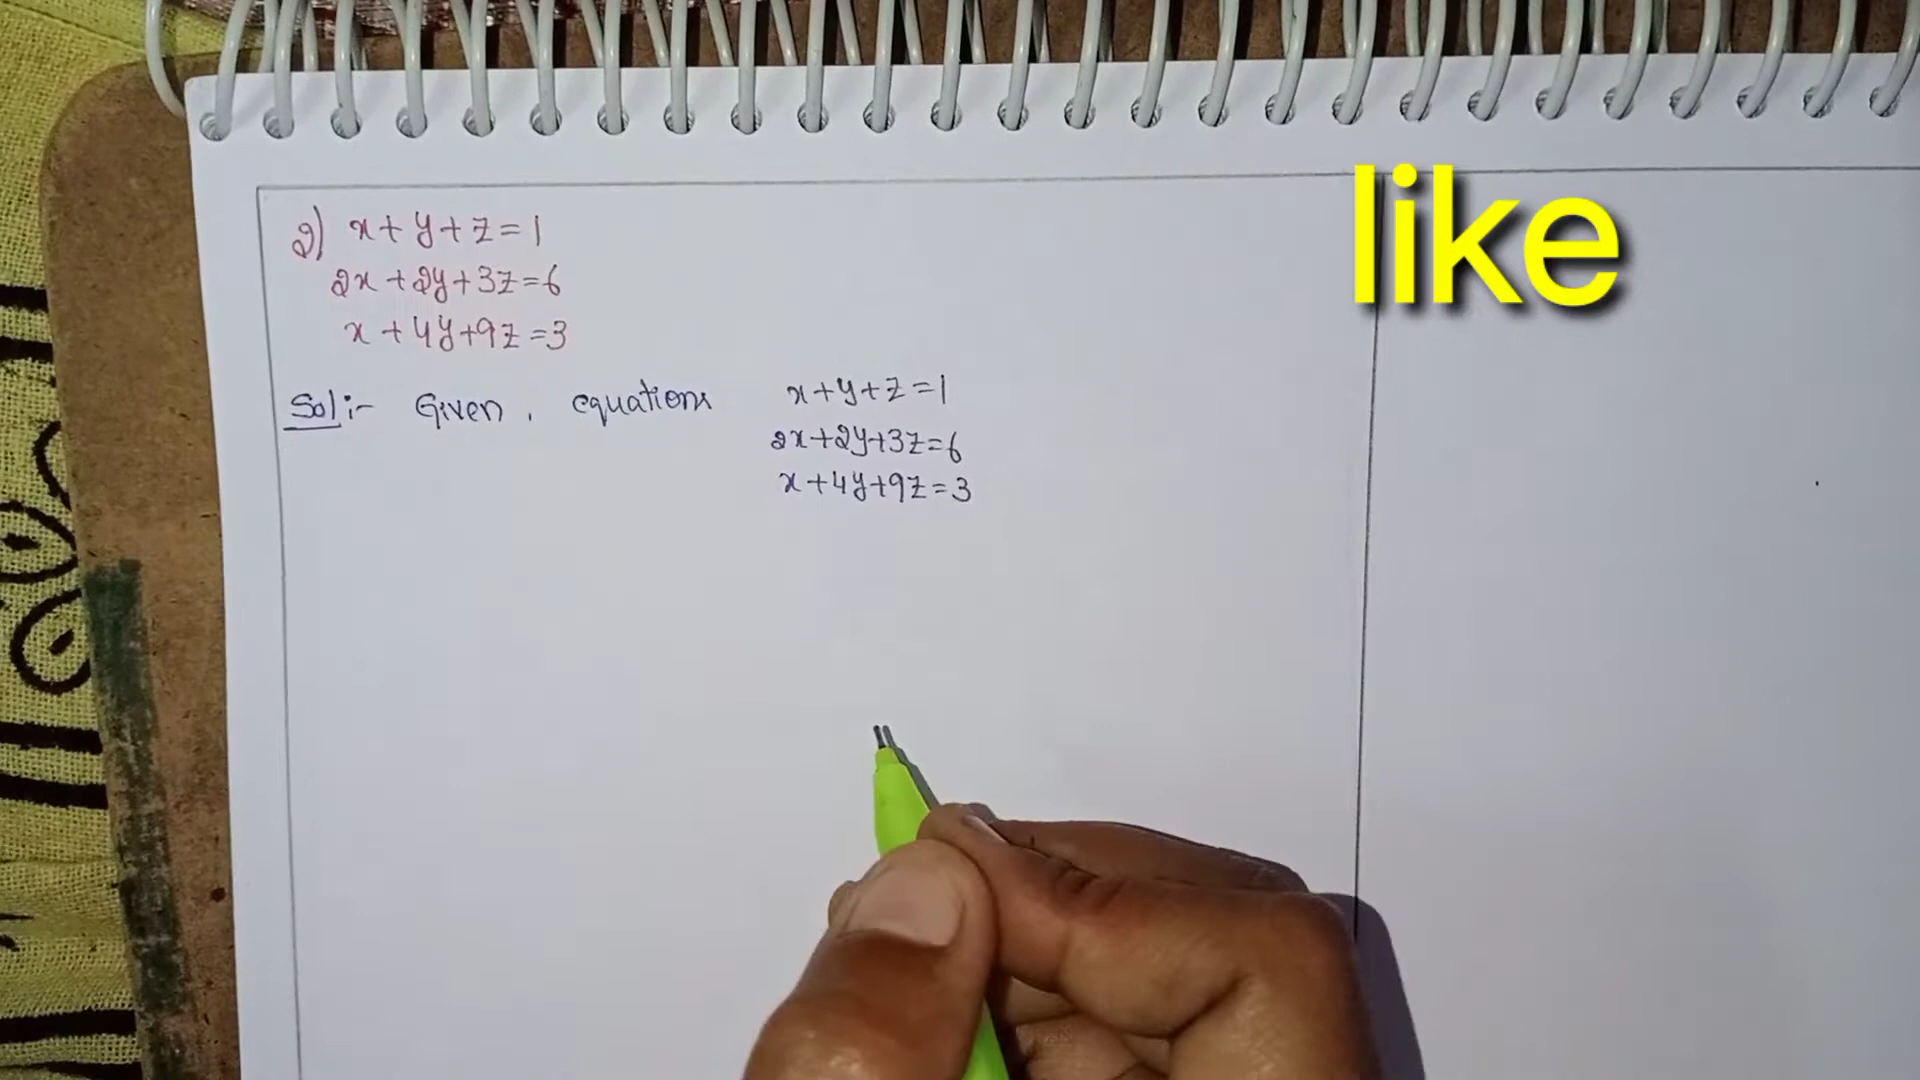 like
2) x + y + z = 1
2x + 2y + 3z = 6
x + 4y + 9z = 3
Sol:- Given, equations x + y + z = 1
2x + 2y + 3z = 6
x + 4y + 9z = 3